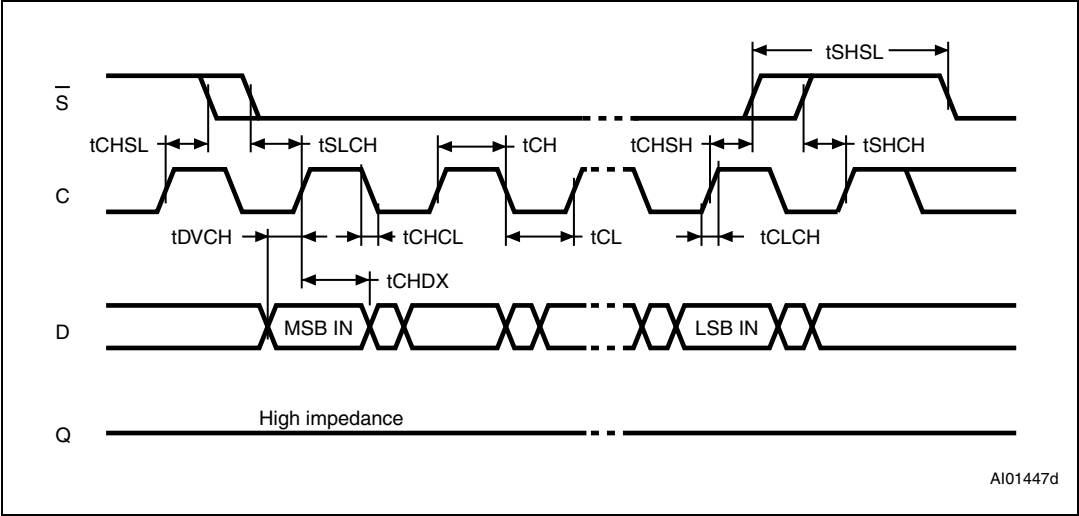 tSHSL
S̅
tCHSL tSLCH tCH tCHSH tSHCH
C
tDVCH tCHCL tCL tCLCH
tCHDX
D MSB IN LSB IN
High impedance
Q
AI01447d